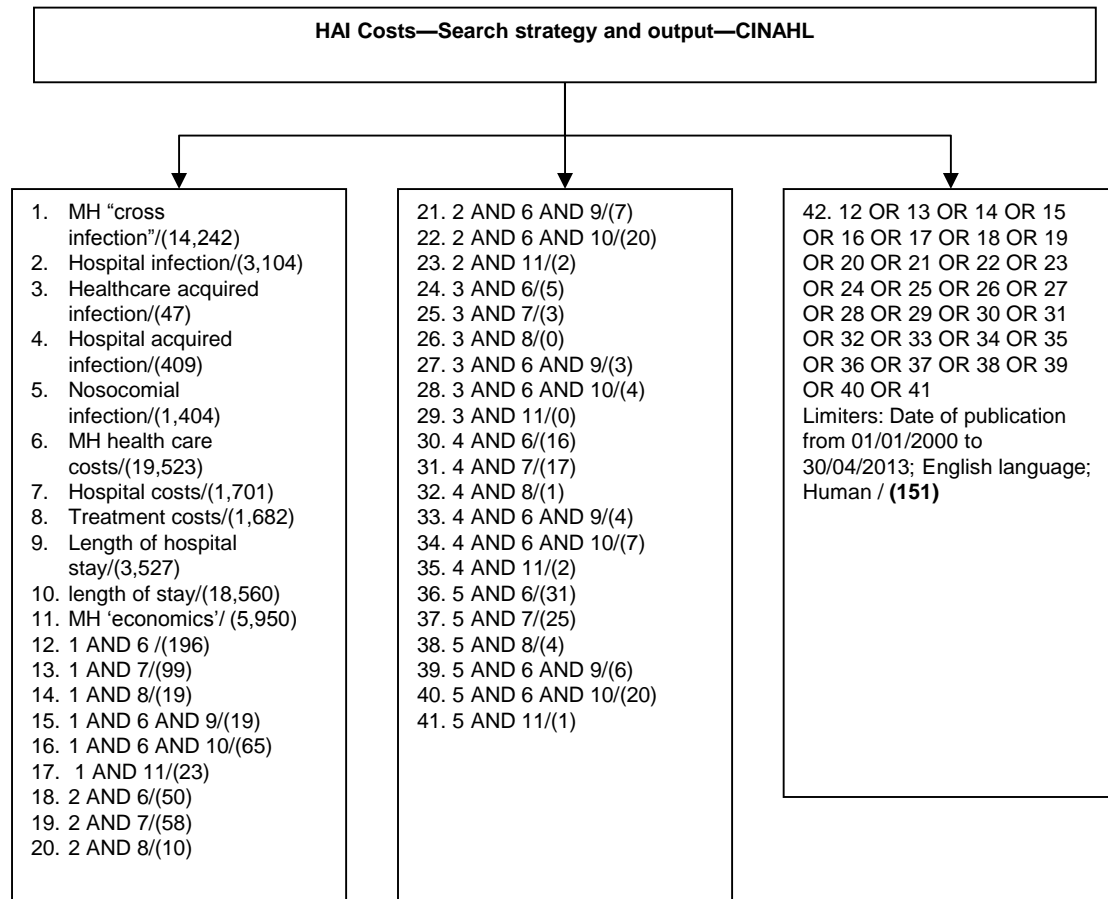 HAI Costs—Search strategy and output—CINAHL
1. MH “cross
infection”/(14,242)
2. Hospital infection/(3,104)
3. Healthcare acquired
infection/(47)
4. Hospital acquired
infection/(409)
5. Nosocomial
infection/(1,404)
6. MH health care
costs/(19,523)
7. Hospital costs/(1,701)
8. Treatment costs/(1,682)
9. Length of hospital
stay/(3,527)
10. length of stay/(18,560)
11. MH ‘economics’/ (5,950)
12. 1 AND 6 /(196)
13. 1 AND 7/(99)
14. 1 AND 8/(19)
15. 1 AND 6 AND 9/(19)
16. 1 AND 6 AND 10/(65)
17. 1 AND 11/(23)
18. 2 AND 6/(50)
19. 2 AND 7/(58)
20. 2 AND 8/(10)
21. 2 AND 6 AND 9/(7)
22. 2 AND 6 AND 10/(20)
23. 2 AND 11/(2)
24. 3 AND 6/(5)
25. 3 AND 7/(3)
26. 3 AND 8/(0)
27. 3 AND 6 AND 9/(3)
28. 3 AND 6 AND 10/(4)
29. 3 AND 11/(0)
30. 4 AND 6/(16)
31. 4 AND 7/(17)
32. 4 AND 8/(1)
33. 4 AND 6 AND 9/(4)
34. 4 AND 6 AND 10/(7)
35. 4 AND 11/(2)
36. 5 AND 6/(31)
37. 5 AND 7/(25)
38. 5 AND 8/(4)
39. 5 AND 6 AND 9/(6)
40. 5 AND 6 AND 10/(20)
41. 5 AND 11/(1)
42. 12 OR 13 OR 14 OR 15
OR 16 OR 17 OR 18 OR 19
OR 20 OR 21 OR 22 OR 23
OR 24 OR 25 OR 26 OR 27
OR 28 OR 29 OR 30 OR 31
OR 32 OR 33 OR 34 OR 35
OR 36 OR 37 OR 38 OR 39
OR 40 OR 41
Limiters: Date of publication
from 01/01/2000 to
30/04/2013; English language;
Human / (151)